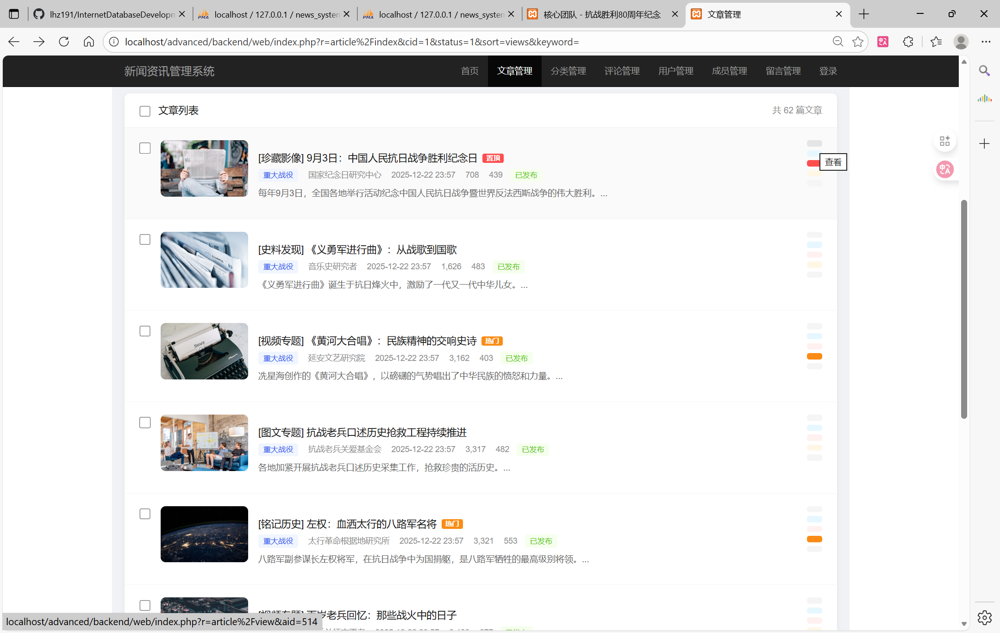 lhz191/InternetDatabaseDevelopn
localhost / 127.0.0.1 / news_system
localhost / 127.0.0.1 / news_system
核心团队 - 抗战胜利80周年纪念
文章管理
localhost/advanced/backend/web/index.php?r=article%2Findex&cid=1&status=1&sort=views&keyword=
新闻资讯管理系统
首页 文章管理 分类管理 评论管理 用户管理 成员管理 留言管理 登录
文章列表
共 62 篇文章
[珍藏影像] 9月3日：中国人民抗日战争胜利纪念日 置顶
查看
重大战役 国家纪念日研究中心 2025-12-22 23:57 708 439 已发布
每年9月3日，全国各地举行活动纪念中国人民抗日战争暨世界反法西斯战争的伟大胜利。...
[史料发现] 《义勇军进行曲》：从战歌到国歌
重大战役 音乐史研究者 2025-12-22 23:57 1,626 483 已发布
《义勇军进行曲》诞生于抗日烽火中，激励了一代又一代中华儿女。...
[视频专题] 《黄河大合唱》：民族精神的交响史诗 热门
重大战役 延安文艺研究院 2025-12-22 23:57 3,162 403 已发布
冼星海创作的《黄河大合唱》，以磅礴的气势唱出了中华民族的愤怒和力量。...
[图文专题] 抗战老兵口述历史抢救工程持续推进
重大战役 抗战老兵关爱基金会 2025-12-22 23:57 3,317 482 已发布
各地加紧开展抗战老兵口述历史采集工作，抢救珍贵的活历史。...
[铭记历史] 左权：血洒太行的八路军名将 热门
重大战役 太行革命根据地研究所 2025-12-22 23:57 3,321 553 已发布
八路军副参谋长左权将军，在抗日战争中为国捐躯，是八路军牺牲的最高级别将领。...
老兵回忆：那些战火中的日子
localhost/advanced/backend/web/index.php?r=article%2Fview&aid=514